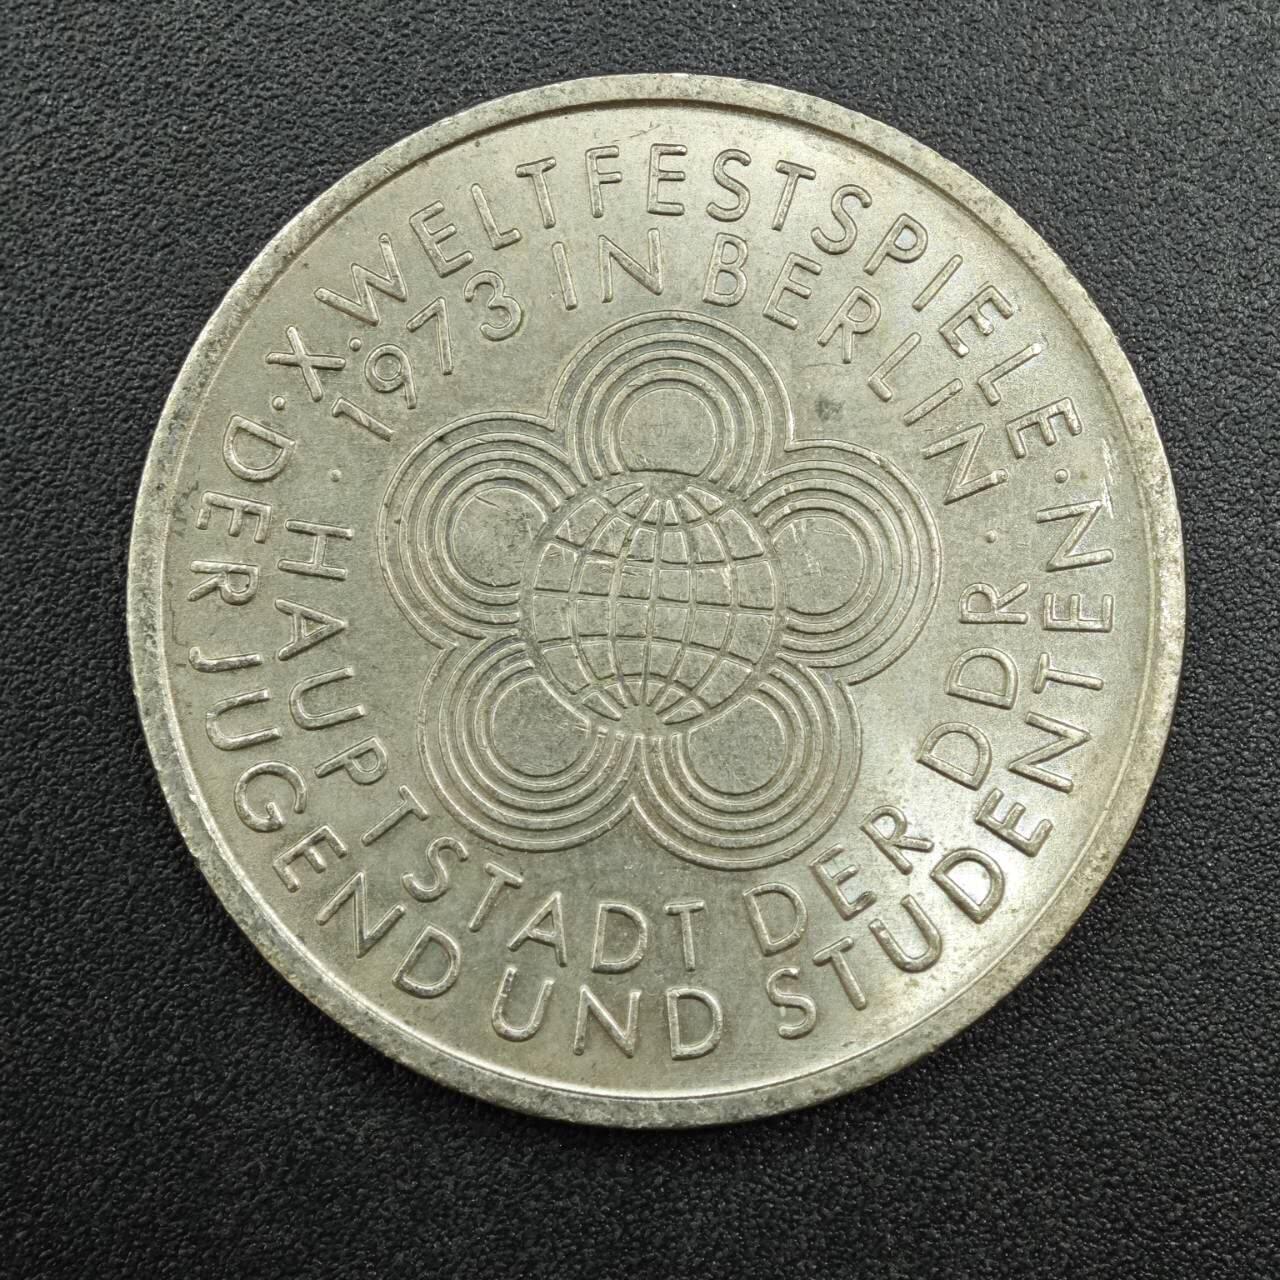 X. WELTFESTSPIELE
· DER JUGEND UND STUDENTEN ·
1973 IN BERLIN
· HAUPTSTADT DER DDR ·